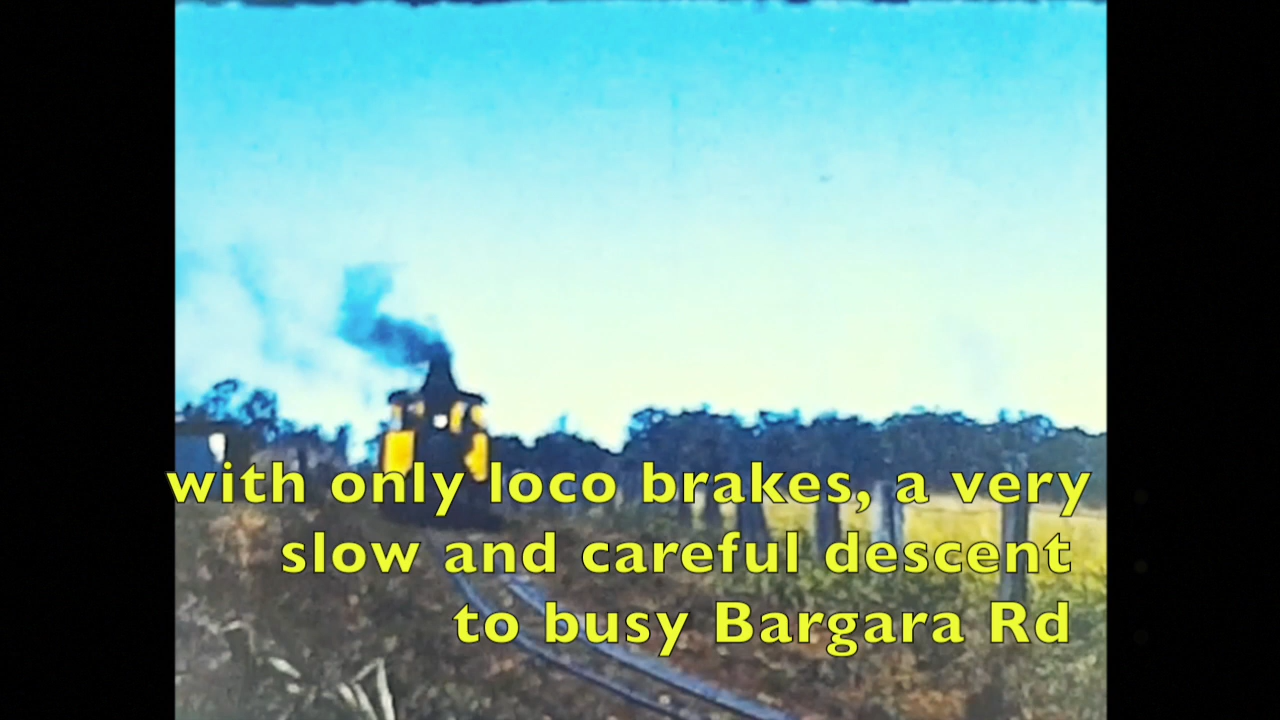 with only loco brakes, a very
slow and careful descent
to busy Bargara Rd